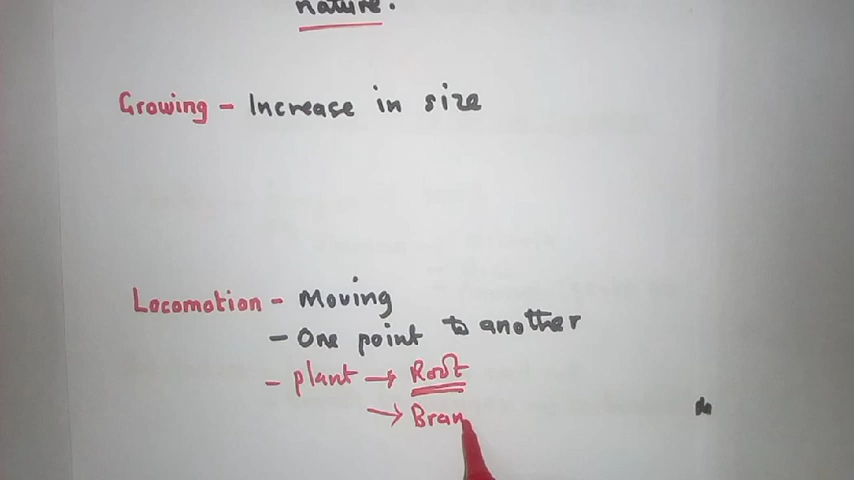 nature.
Growing - Increase in size
Locomotion - Moving
- One point to another
- plant → Root
→ Bran